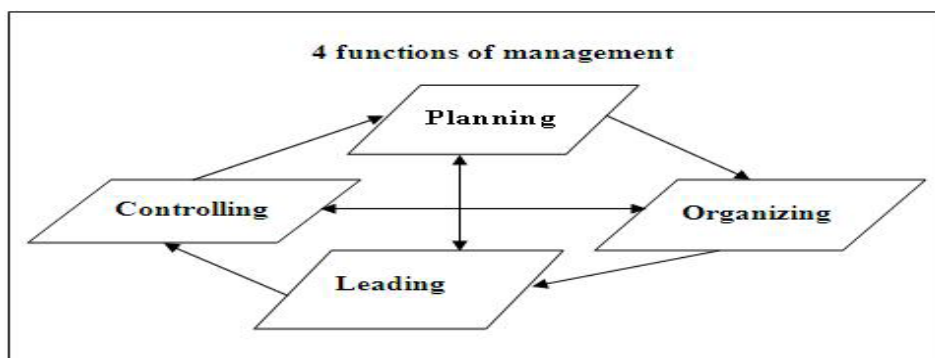 4 functions of management
Planning
Controlling
Organizing
Leading